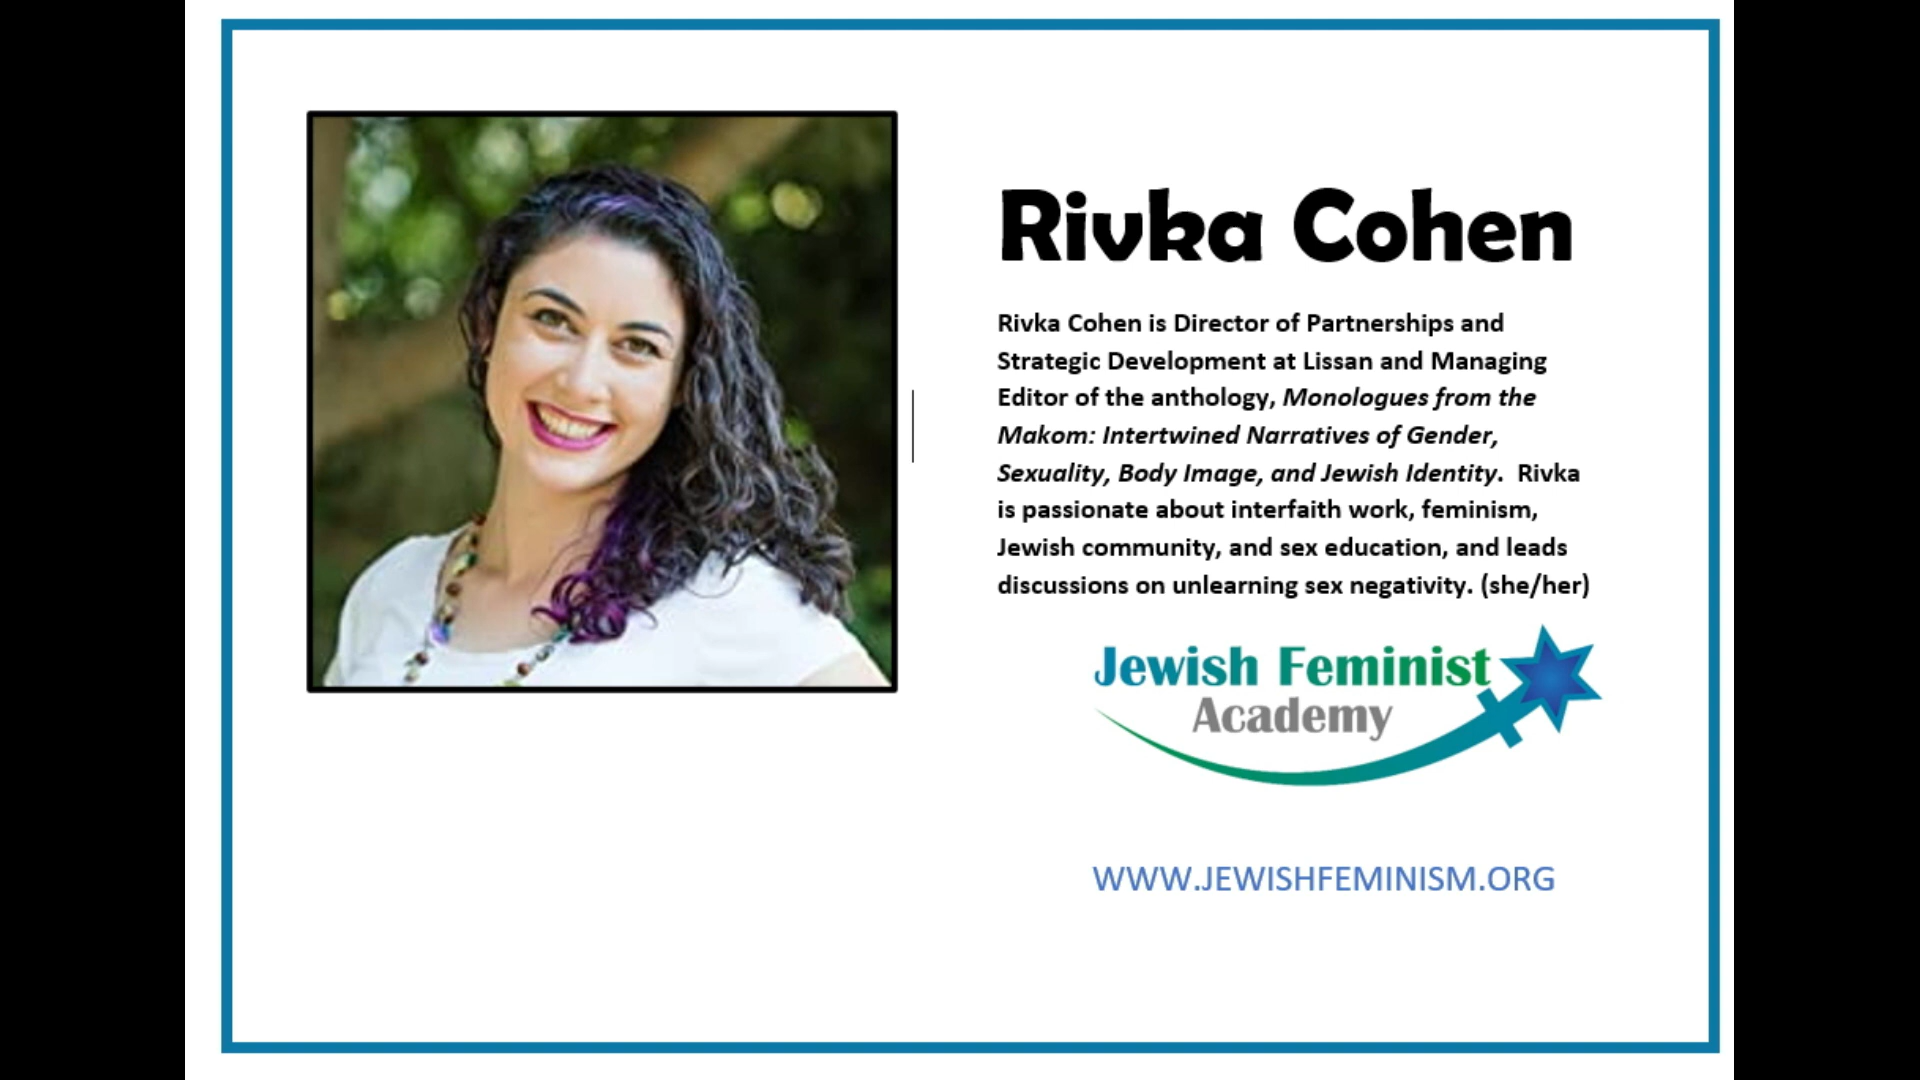 Rivka Cohen
Rivka Cohen is Director of Partnerships and
Strategic Development at Lissan and Managing
Editor of the anthology, Monologues from the
Makom: Intertwined Narratives of Gender,
Sexuality, Body Image, and Jewish Identity.  Rivka
is passionate about interfaith work, feminism,
Jewish community, and sex education, and leads
discussions on unlearning sex negativity. (she/her)
Jewish Feminist
Academy
WWW.JEWISHFEMINISM.ORG